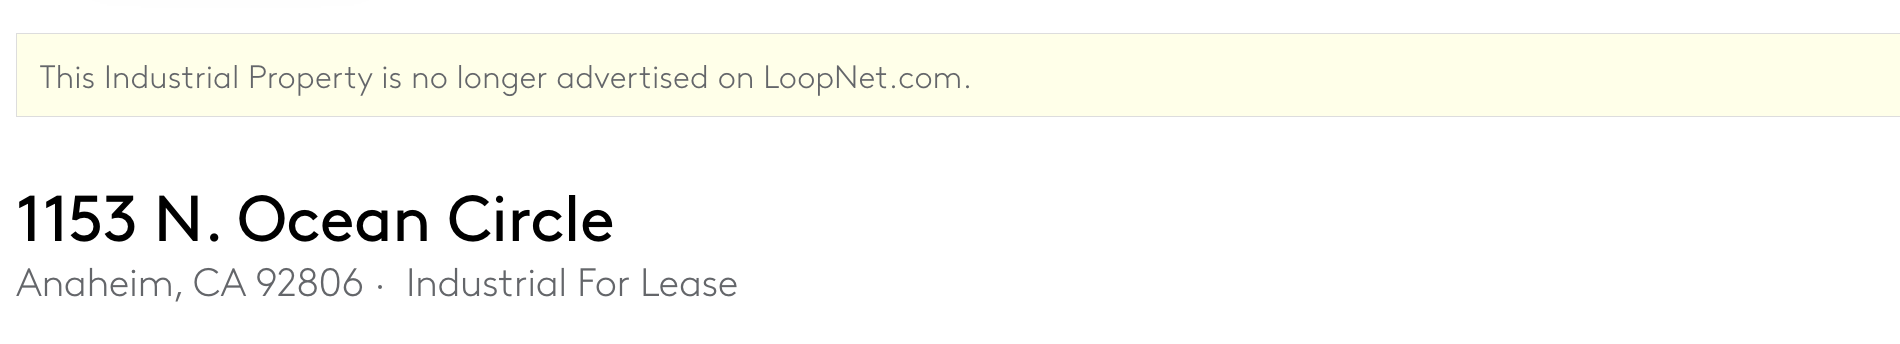 This Industrial Property is no longer advertised on LoopNet.com.
1153 N. Ocean Circle
Anaheim, CA 92806 · Industrial For Lease